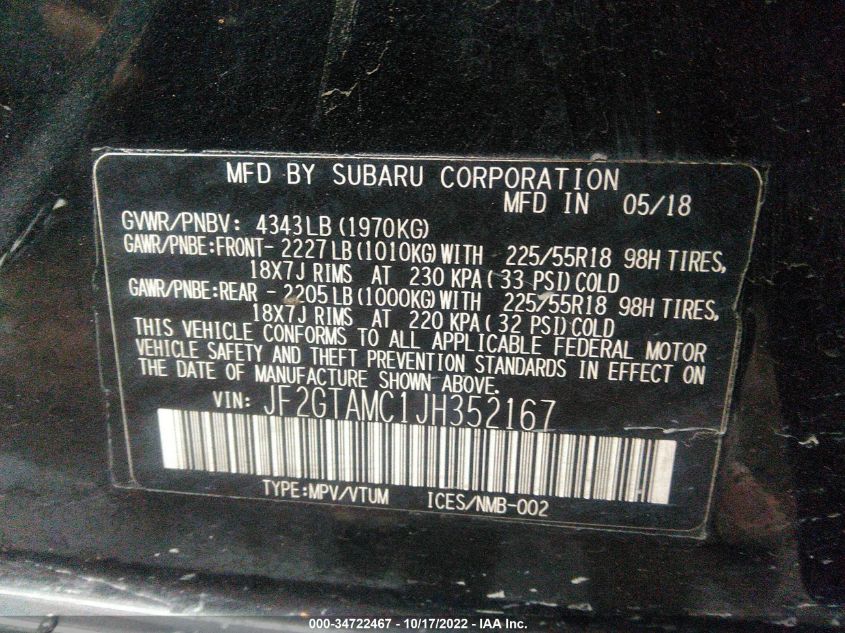 MFD BY SUBARU CORPORATION
MFD IN 05/18
GVWR/PNBV: 4343LB (1970KG)
GAWR/PNBE:FRONT- 2227LB (1010KG) WITH 225/55R18 98H TIRES,
18X7J RIMS AT 230 KPA (33 PSI) COLD
GAWR/PNBE:REAR - 2205LB (1000KG) WITH 225/55R18 98H TIRES,
18X7J RIMS AT 220 KPA (32 PSI) COLD
THIS VEHICLE CONFORMS TO ALL APPLICABLE FEDERAL MOTOR
VEHICLE SAFETY AND THEFT PREVENTION STANDARDS IN EFFECT ON
THE DATE OF MANUFACTURE SHOWN ABOVE.
VIN: JF2GTAMC1JH352167
TYPE:MPV/VTUM ICES/NMB-002
000-34722467 - 10/17/2022 - IAA Inc.